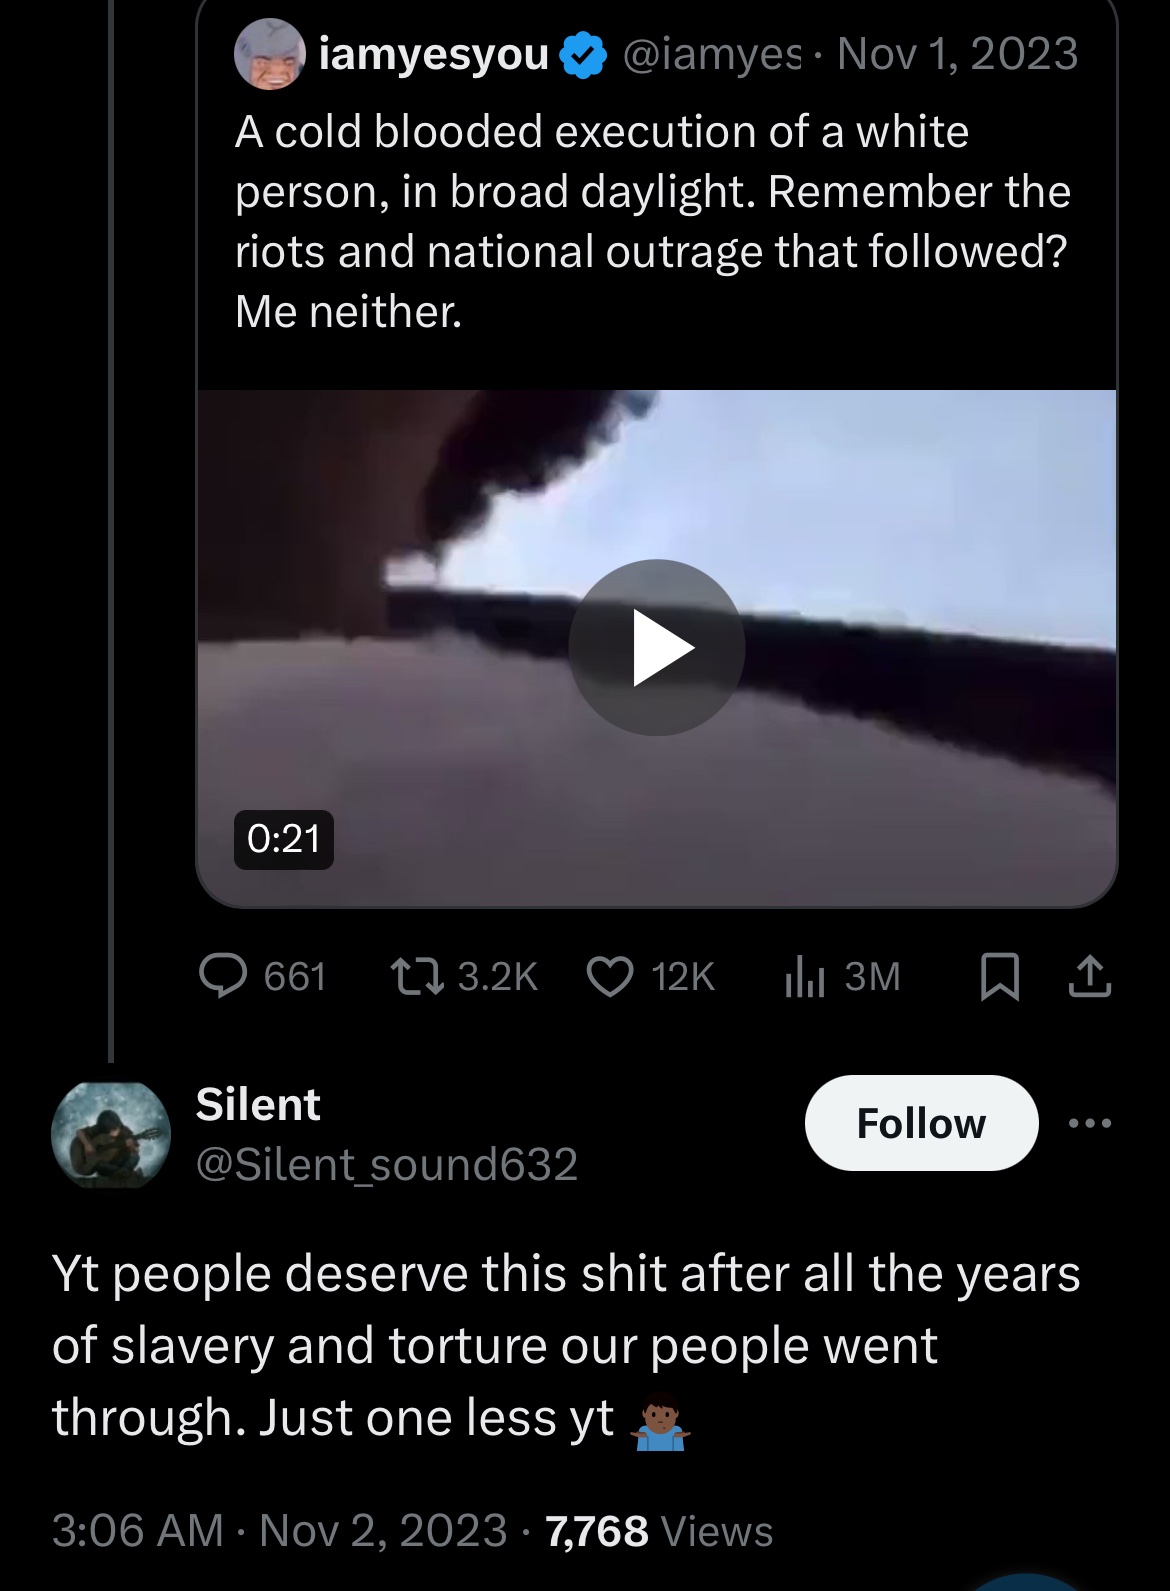 iamyesyou @iamyes · Nov 1, 2023
A cold blooded execution of a white
person, in broad daylight. Remember the
riots and national outrage that followed?
Me neither.
0:21
661 3.2K 12K 3M
Silent
Follow
@Silent_sound632
Yt people deserve this shit after all the years
of slavery and torture our people went
through. Just one less yt 🤷🏾‍♂️
3:06 AM · Nov 2, 2023 · 7,768 Views